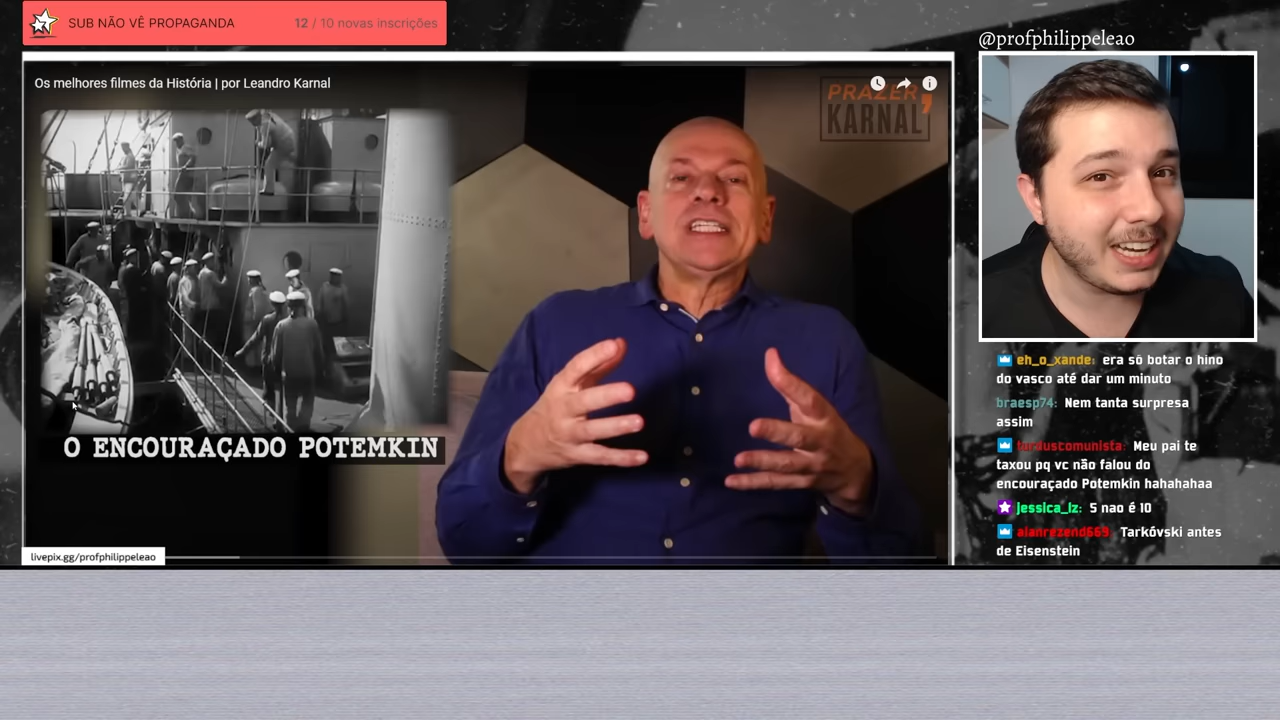 SUB NÃO VÊ PROPAGANDA 12 / 10 novas inscrições
@profphilippeleao
Os melhores filmes da História | por Leandro Karnal
PRAZER,
KARNAL
O ENCOURAÇADO POTEMKIN
livepix.gg/profphilippeleao
eh_o_xande: era só botar o hino
do vasco até dar um minuto
braesp74: Nem tanta surpresa
assim
Meu pai te
taxou pq vc não falou do
encouraçado Potemkin hahahahaa
jessica_lz: 5 nao é 10
alanrezend669: Tarkóvski antes
de Eisenstein